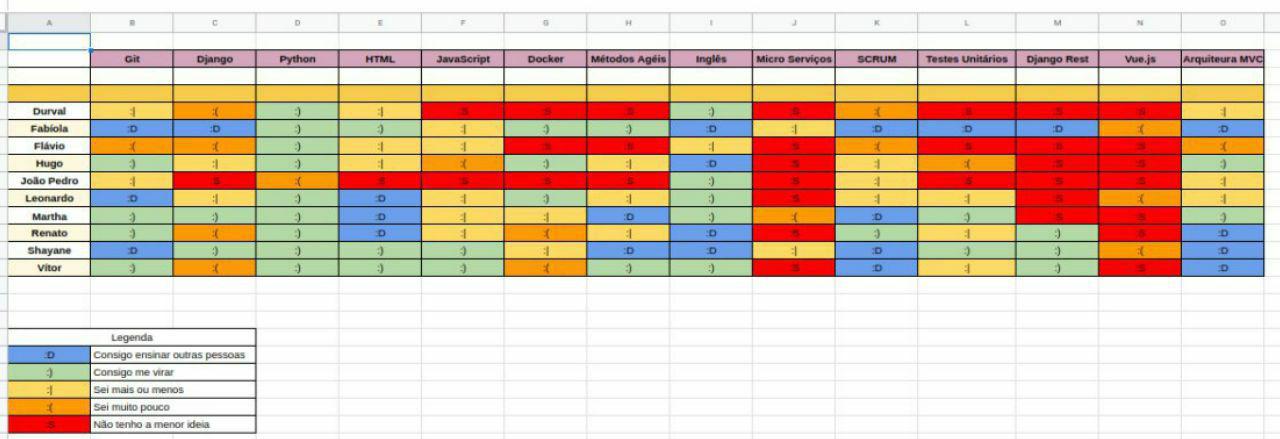 A B C D E F G H I J K L M N O
Git Django Python HTML JavaScript Docker Métodos Agéis Inglês Micro Serviços SCRUM Testes Unitários Django Rest Vue.js Arquiteura MVC
Durval :| :( :) :| :S :S :S :) :S :( :S :S :S :|
Fabíola :D :D :) :) :| :) :) :D :| :D :D :D :( :D
Flávio :( :( :) :| :| :S :S :| :S :( :S :S :S :(
Hugo :) :| :) :| :( :) :| :D :S :| :( :S :S :)
João Pedro :| :S :( :S :S :S :S :) :S :| :S :S :S :|
Leonardo :D :| :) :D :| :) :| :) :S :| :| :S :( :|
Martha :) :) :) :D :| :| :D :) :( :D :) :S :S :)
Renato :) :( :) :D :| :( :| :D :S :) :| :) :S :D
Shayane :D :) :) :) :) :| :D :D :| :D :) :) :( :D
Vítor :) :( :) :) :) :( :) :) :S :D :| :) :S :D
Legenda
:D Consigo ensinar outras pessoas
:) Consigo me virar
:| Sei mais ou menos
:( Sei muito pouco
:S Não tenho a menor ideia